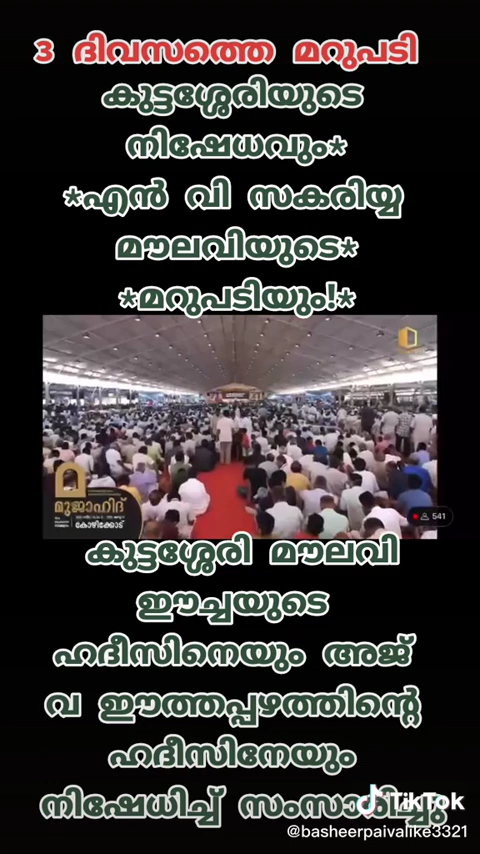 3 ദിവസത്തെ മറുപടി
കുട്ടശ്ശേരിയുടെ
നിഷേധവും*
*എൻ വി സകരിയ്യ
മൗലവിയുടെ*
*മറുപടിയും!*
മുജാഹിദ്
കോഴിക്കോട്
541
കുട്ടശ്ശേരി മൗലവി
ഈച്ചയുടെ
ഹദീസിനെയും അജ്
വ ഈത്തപ്പഴത്തിന്റെ
ഹദീസിനേയും
നിഷേധിച്ച് സംസാരിച്ചു
TikTok
@basheerpaivalike3321